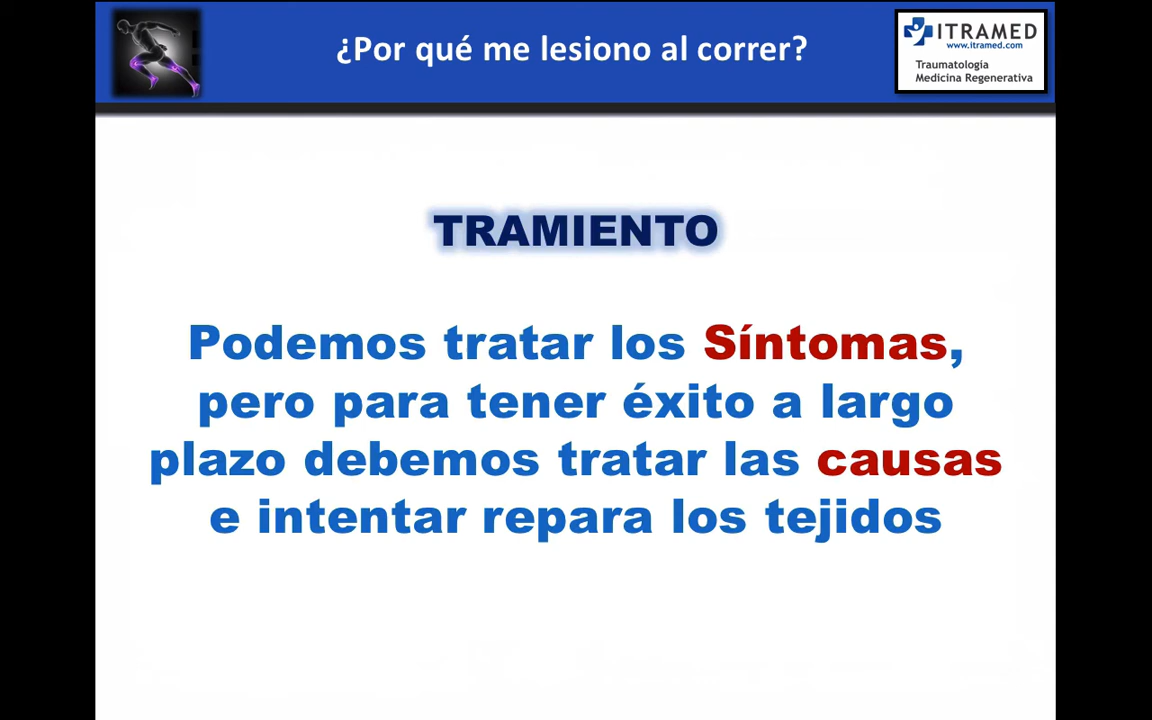 ¿Por qué me lesiono al correr?
ITRAMED
www.itramed.com
Traumatología
Medicina Regenerativa
TRAMIENTO
Podemos tratar los Síntomas,
pero para tener éxito a largo
plazo debemos tratar las causas
e intentar repara los tejidos